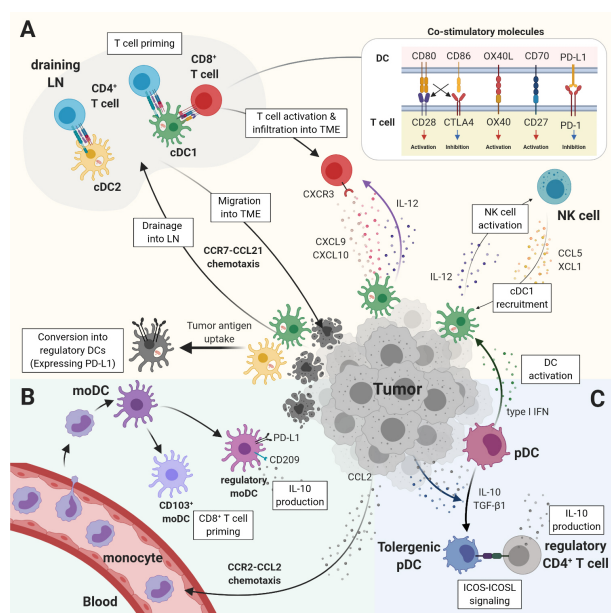 A
T cell priming
draining
LN
CD4⁺
T cell
CD8⁺
T cell
cDC1
cDC2
Co-stimulatory molecules
DC
CD80 CD86 OX40L CD70 PD-L1
T cell
CD28 CTLA4 OX40 CD27 PD-1
Activation Inhibition Activation Activation Inhibition
T cell activation &
infiltration into TME
CXCR3
IL-12
CXCL9
CXCL10
NK cell
NK cell
activation
CCL5
XCL1
IL-12
cDC1
recruitment
Migration
into TME
Drainage
into LN
CCR7-CCL21
chemotaxis
Conversion into
regulatory DCs
(Expressing PD-L1)
Tumor antigen
uptake
Tumor
DC
activation
type I IFN
B
moDC
PD-L1
CD209
regulatory
moDC
IL-10
production
CD103⁺
moDC
CD8⁺ T cell
priming
CCL2
monocyte
Blood
CCR2-CCL2
chemotaxis
C
pDC
IL-10
TGF-β1
IL-10
production
Tolergenic
pDC
regulatory
CD4⁺ T cell
ICOS-ICOSL
signaling